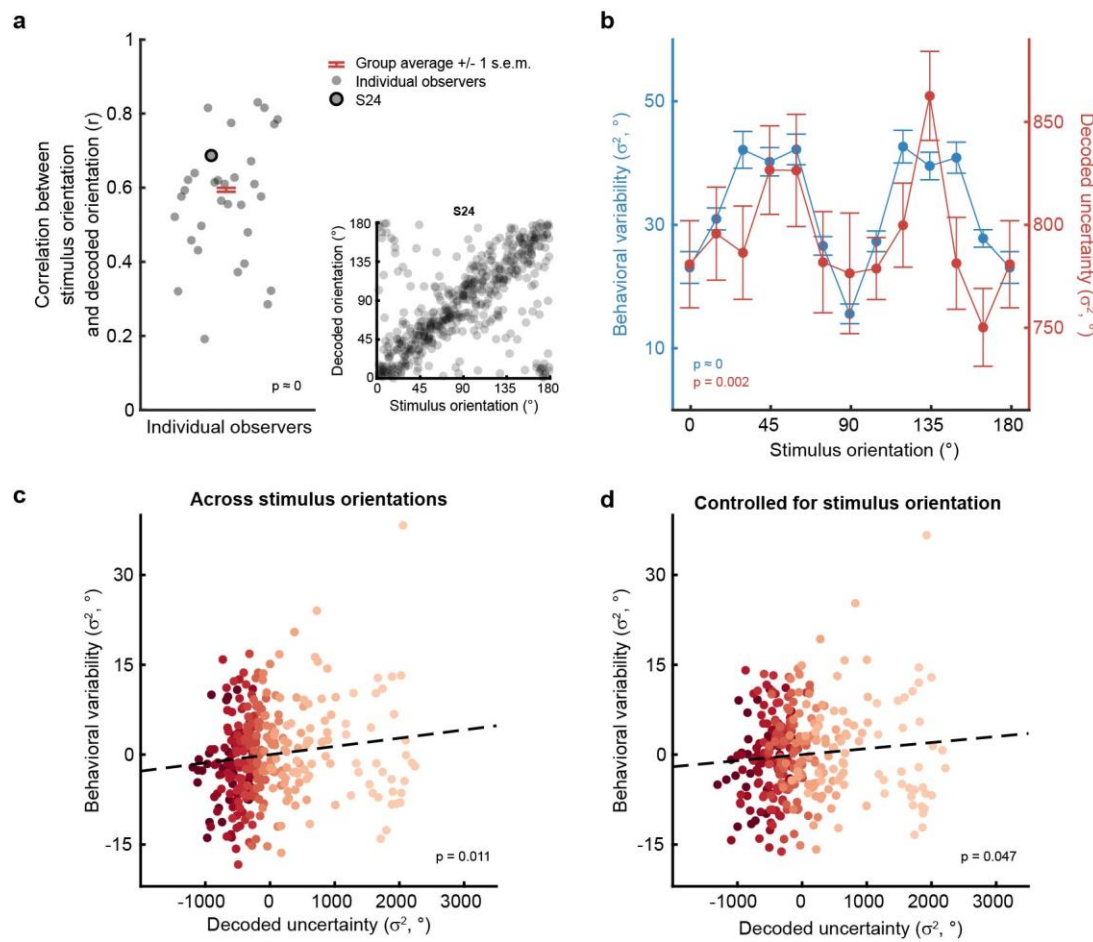 a
1
0.8
0.6
0.4
0.2
0
Correlation between
stimulus orientation
and decoded orientation (r)
Individual observers
p ≈ 0
Group average +/- 1 s.e.m.
Individual observers
S24
S24
180
135
90
45
0
Decoded orientation (°)
0 45 90 135 180
Stimulus orientation (°)
b
50
30
10
Behavioral variability (σ², °)
850
800
750
Decoded uncertainty (σ², °)
p ≈ 0
p = 0.002
0 45 90 135 180
Stimulus orientation (°)
c
Across stimulus orientations
30
15
0
-15
Behavioral variability (σ², °)
p = 0.011
-1000 0 1000 2000 3000
Decoded uncertainty (σ², °)
d
Controlled for stimulus orientation
30
15
0
-15
Behavioral variability (σ², °)
p = 0.047
-1000 0 1000 2000 3000
Decoded uncertainty (σ², °)